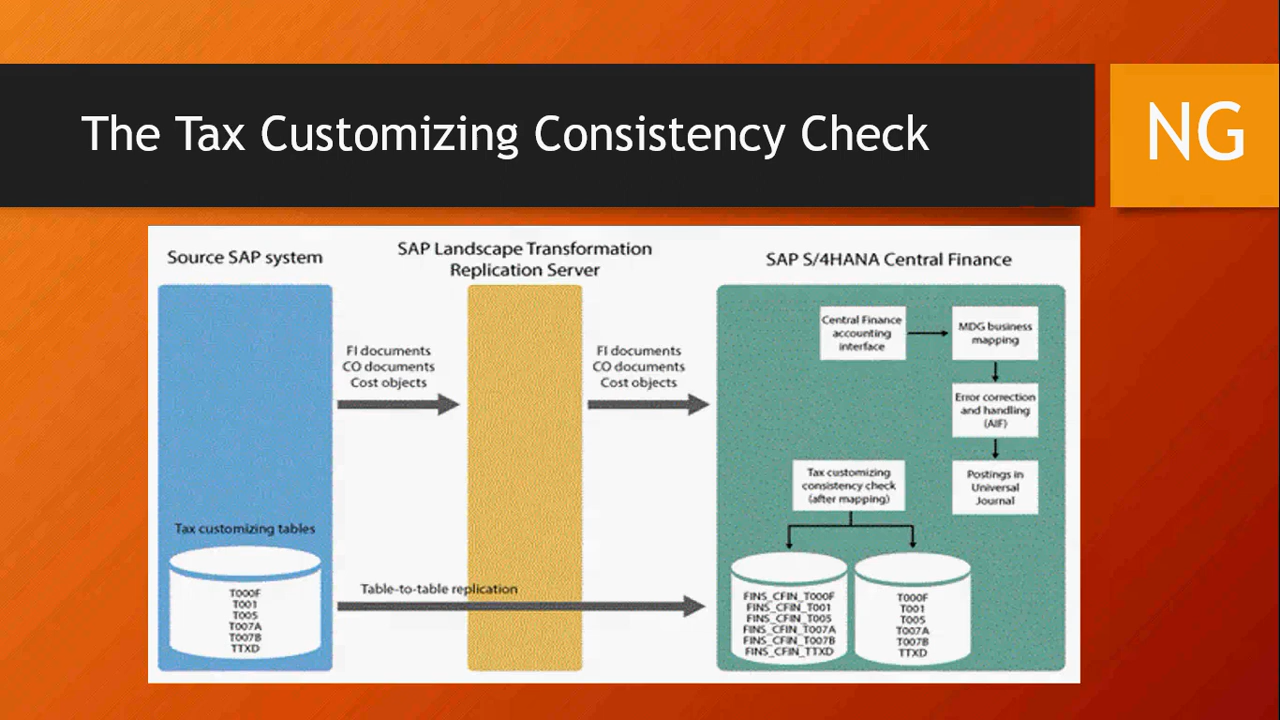 The Tax Customizing Consistency Check
NG
Source SAP system
SAP Landscape Transformation
Replication Server
SAP S/4HANA Central Finance
FI documents
CO documents
Cost objects
FI documents
CO documents
Cost objects
Central Finance
accounting
interface
MDG business
mapping
Error correction
and handling
(AIF)
Tax customizing
consistency check
(after mapping)
Postings in
Universal
Journal
Tax customizing tables
T000F
T001
T005
T007A
T007B
TTXD
Table-to-table replication
FINS_CFIN_T000F
FINS_CFIN_T001
FINS_CFIN_T005
FINS_CFIN_T007A
FINS_CFIN_T007B
FINS_CFIN_TTXD
T000F
T001
T005
T007A
T007B
TTXD